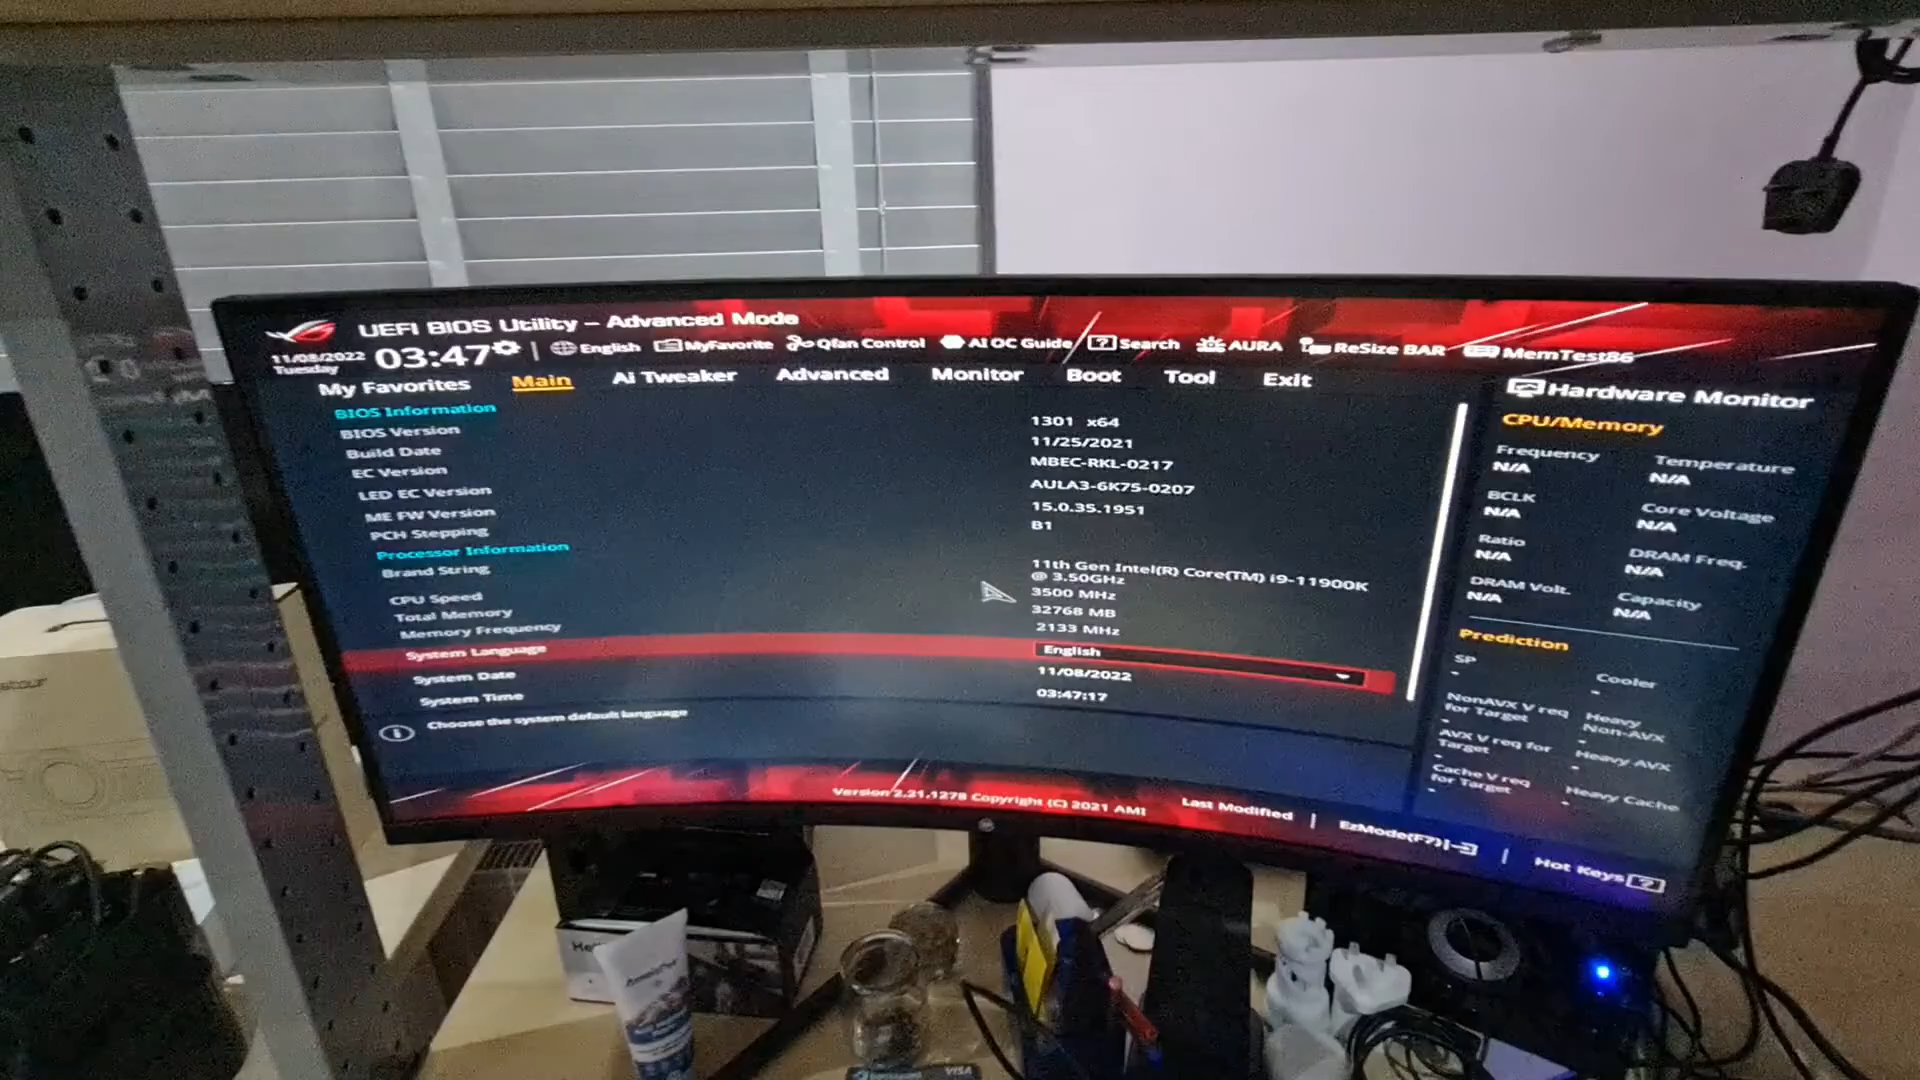 UEFI BIOS Utility – Advanced Mode
11/08/2022
Tuesday
03:47
English
MyFavorite
Qfan Control
AI OC Guide
Search
AURA
ReSize BAR
MemTest86
My Favorites
Main
Ai Tweaker
Advanced
Monitor
Boot
Tool
Exit
BIOS Information
BIOS Version 1301 x64
Build Date 11/25/2021
EC Version MBEC-RKL-0217
LED EC Version AULA3-6K75-0207
ME FW Version 15.0.35.1951
PCH Stepping B1
Processor Information
Brand String 11th Gen Intel(R) Core(TM) i9-11900K
@ 3.50GHz
CPU Speed 3500 MHz
Total Memory 32768 MB
Memory Frequency 2133 MHz
System Language English
System Date 11/08/2022
System Time 03:47:17
Choose the system default language
Hardware Monitor
CPU/Memory
Frequency Temperature
N/A N/A
BCLK Core Voltage
N/A N/A
Ratio DRAM Freq.
N/A N/A
DRAM Volt. Capacity
N/A N/A
Prediction
SP Cooler
- -
NonAVX V req Heavy
for Target Non-AVX
- -
AVX V req for Heavy AVX
Target -
-
Cache V req Heavy Cache
for Target -
-
Version 2.21.1278 Copyright (C) 2021 AMI
Last Modified
EzMode(F7)
Hot Keys ?
VISA